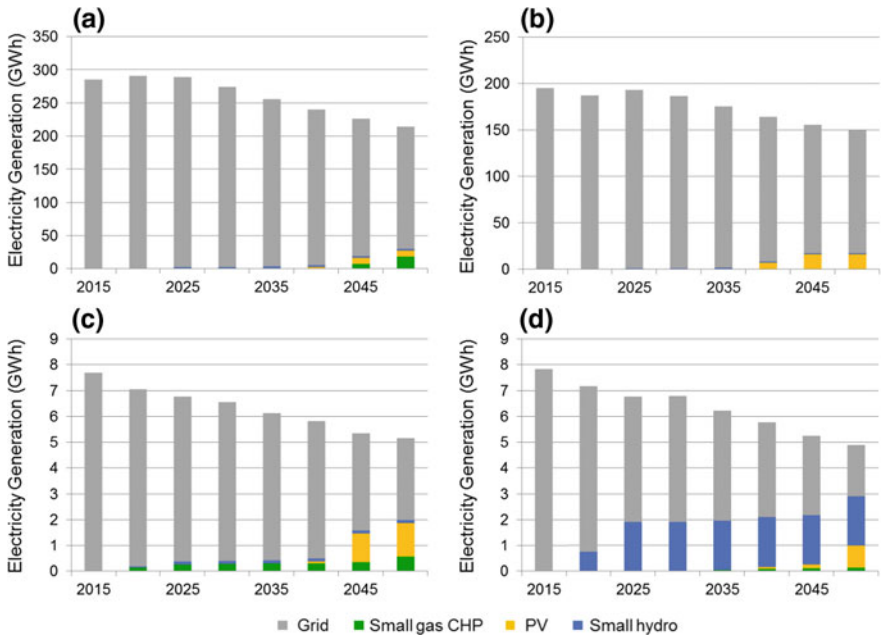 (a)
Electricity Generation (GWh)
350
300
250
200
150
100
50
0
2015 2025 2035 2045
(b)
Electricity Generation (GWh)
250
200
150
100
50
0
2015 2025 2035 2045
(c)
Electricity Generation (GWh)
9
8
7
6
5
4
3
2
1
0
2015 2025 2035 2045
(d)
Electricity Generation (GWh)
9
8
7
6
5
4
3
2
1
0
2015 2025 2035 2045
Grid Small gas CHP PV Small hydro